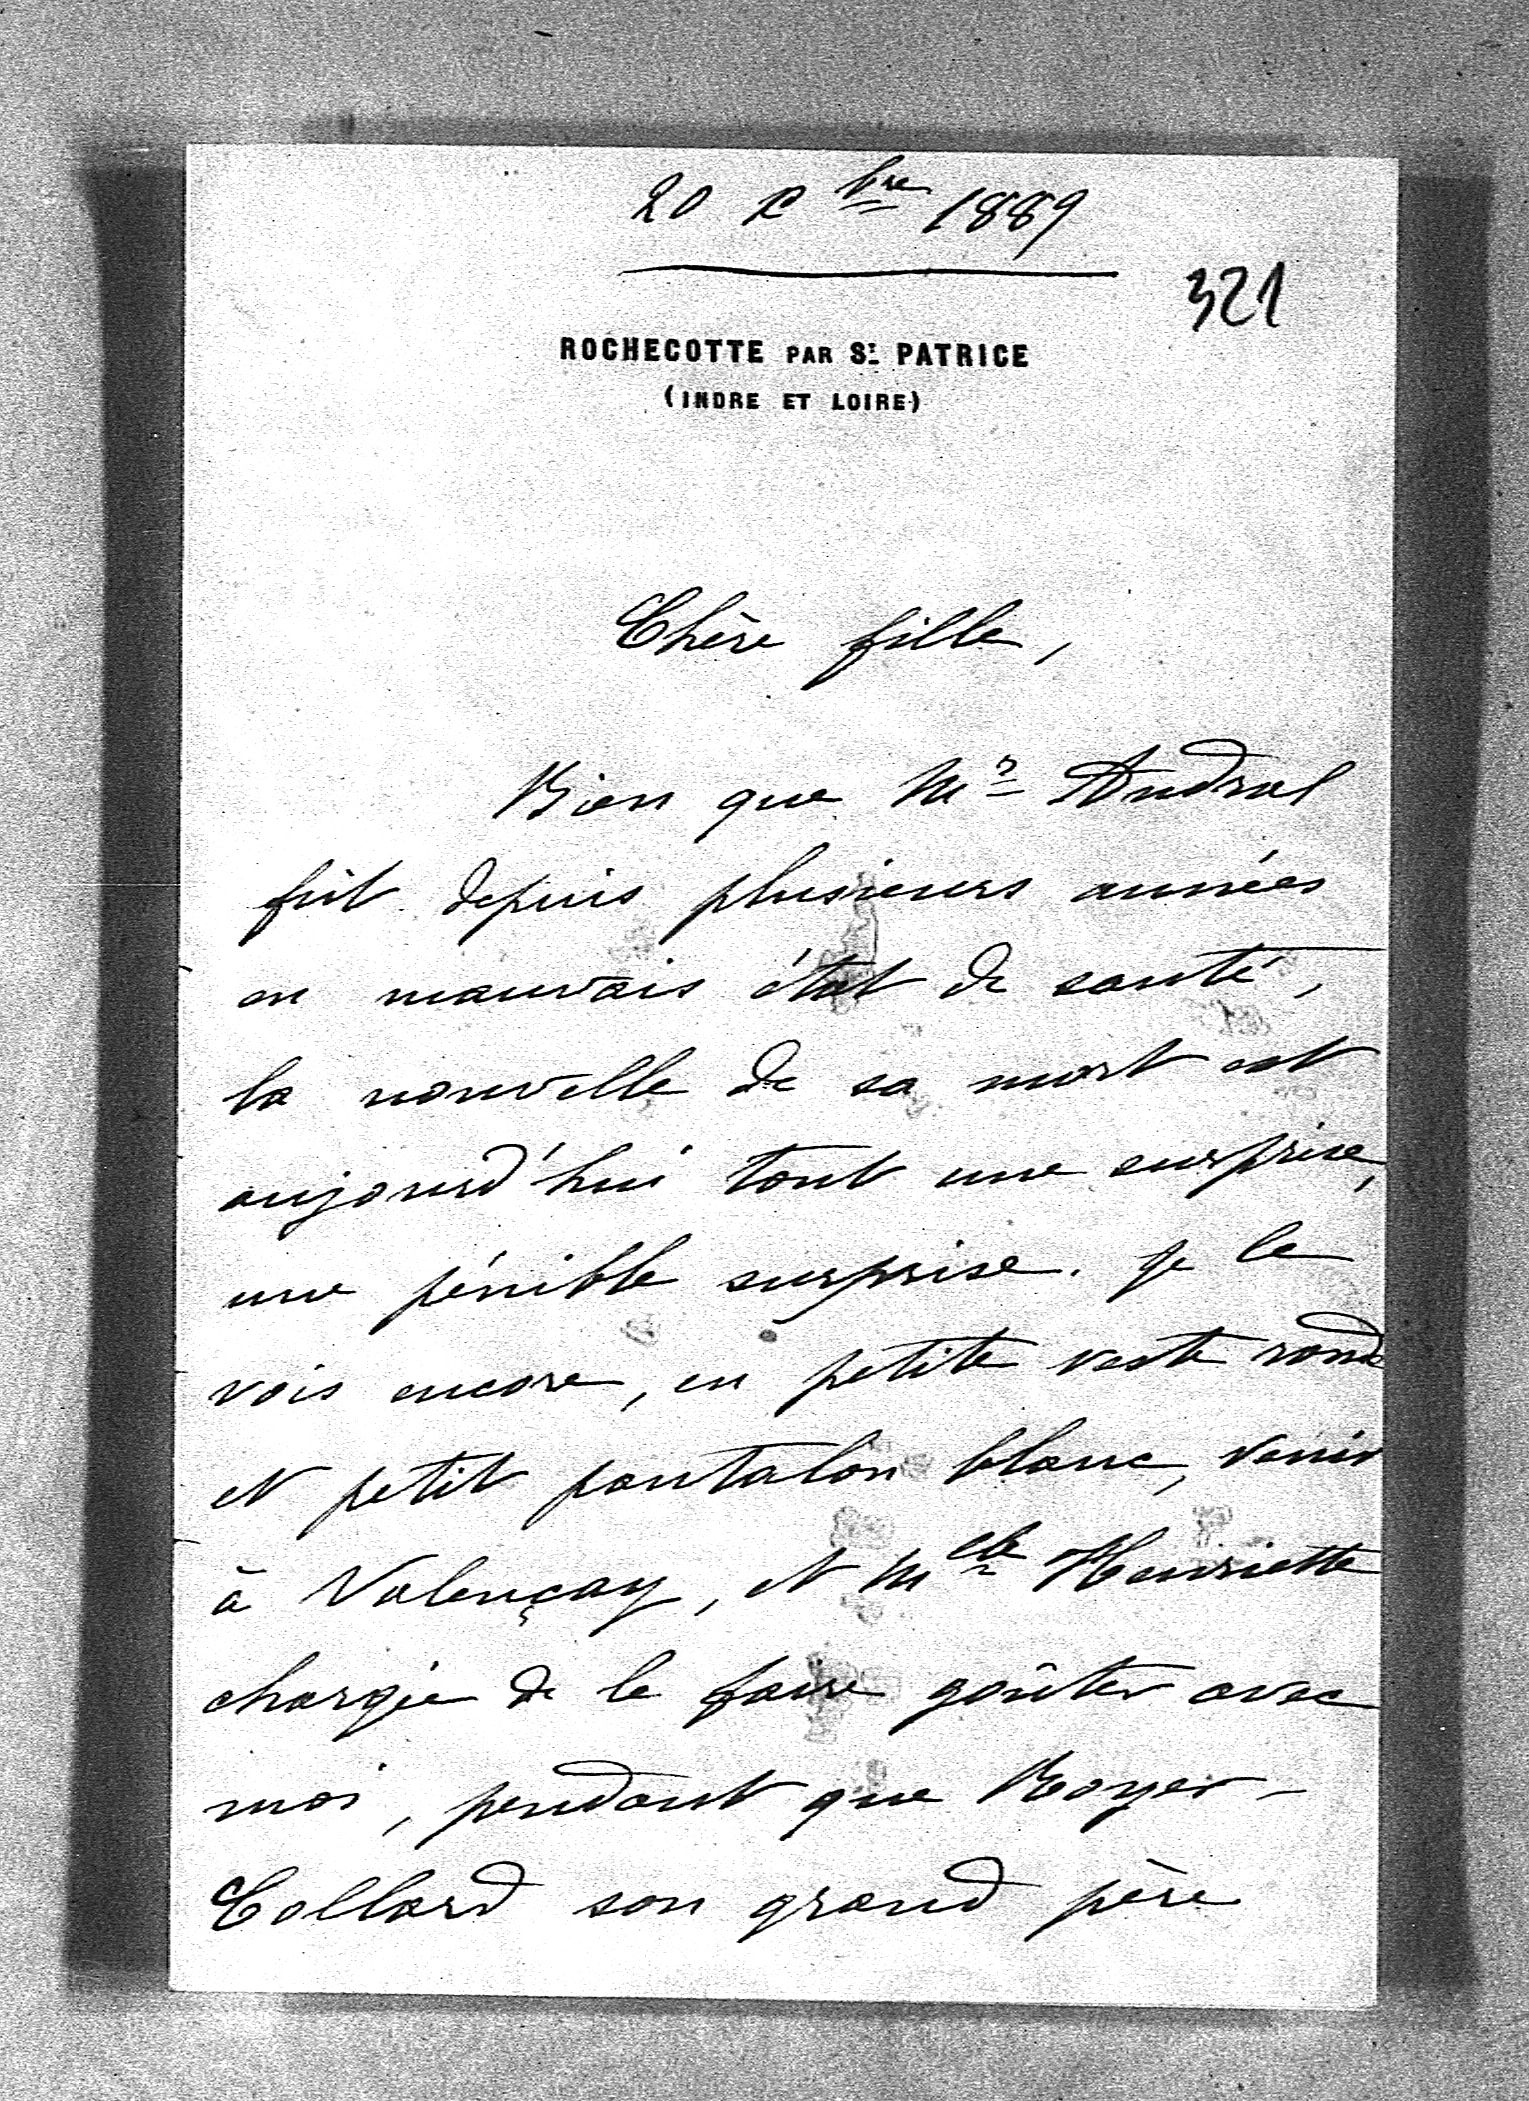 20 Xbre 1889
321
ROCHECOTTE PAR ST PATRICE
(INDRE ET LOIRE)
Chère fille,
Bien que Mr Andral
fût depuis plusieurs années
en mauvais état de santé,
la nouvelle de sa mort est
aujourd'hui tout une surprise,
une pénible surprise. Je le
vois encore, en petite veste ronde
et petit pantalon blanc, venir
à Valençay, et Melle Henriette
chargée de le faire goûter avec
moi, pendant que Royer-
Collard son grand père